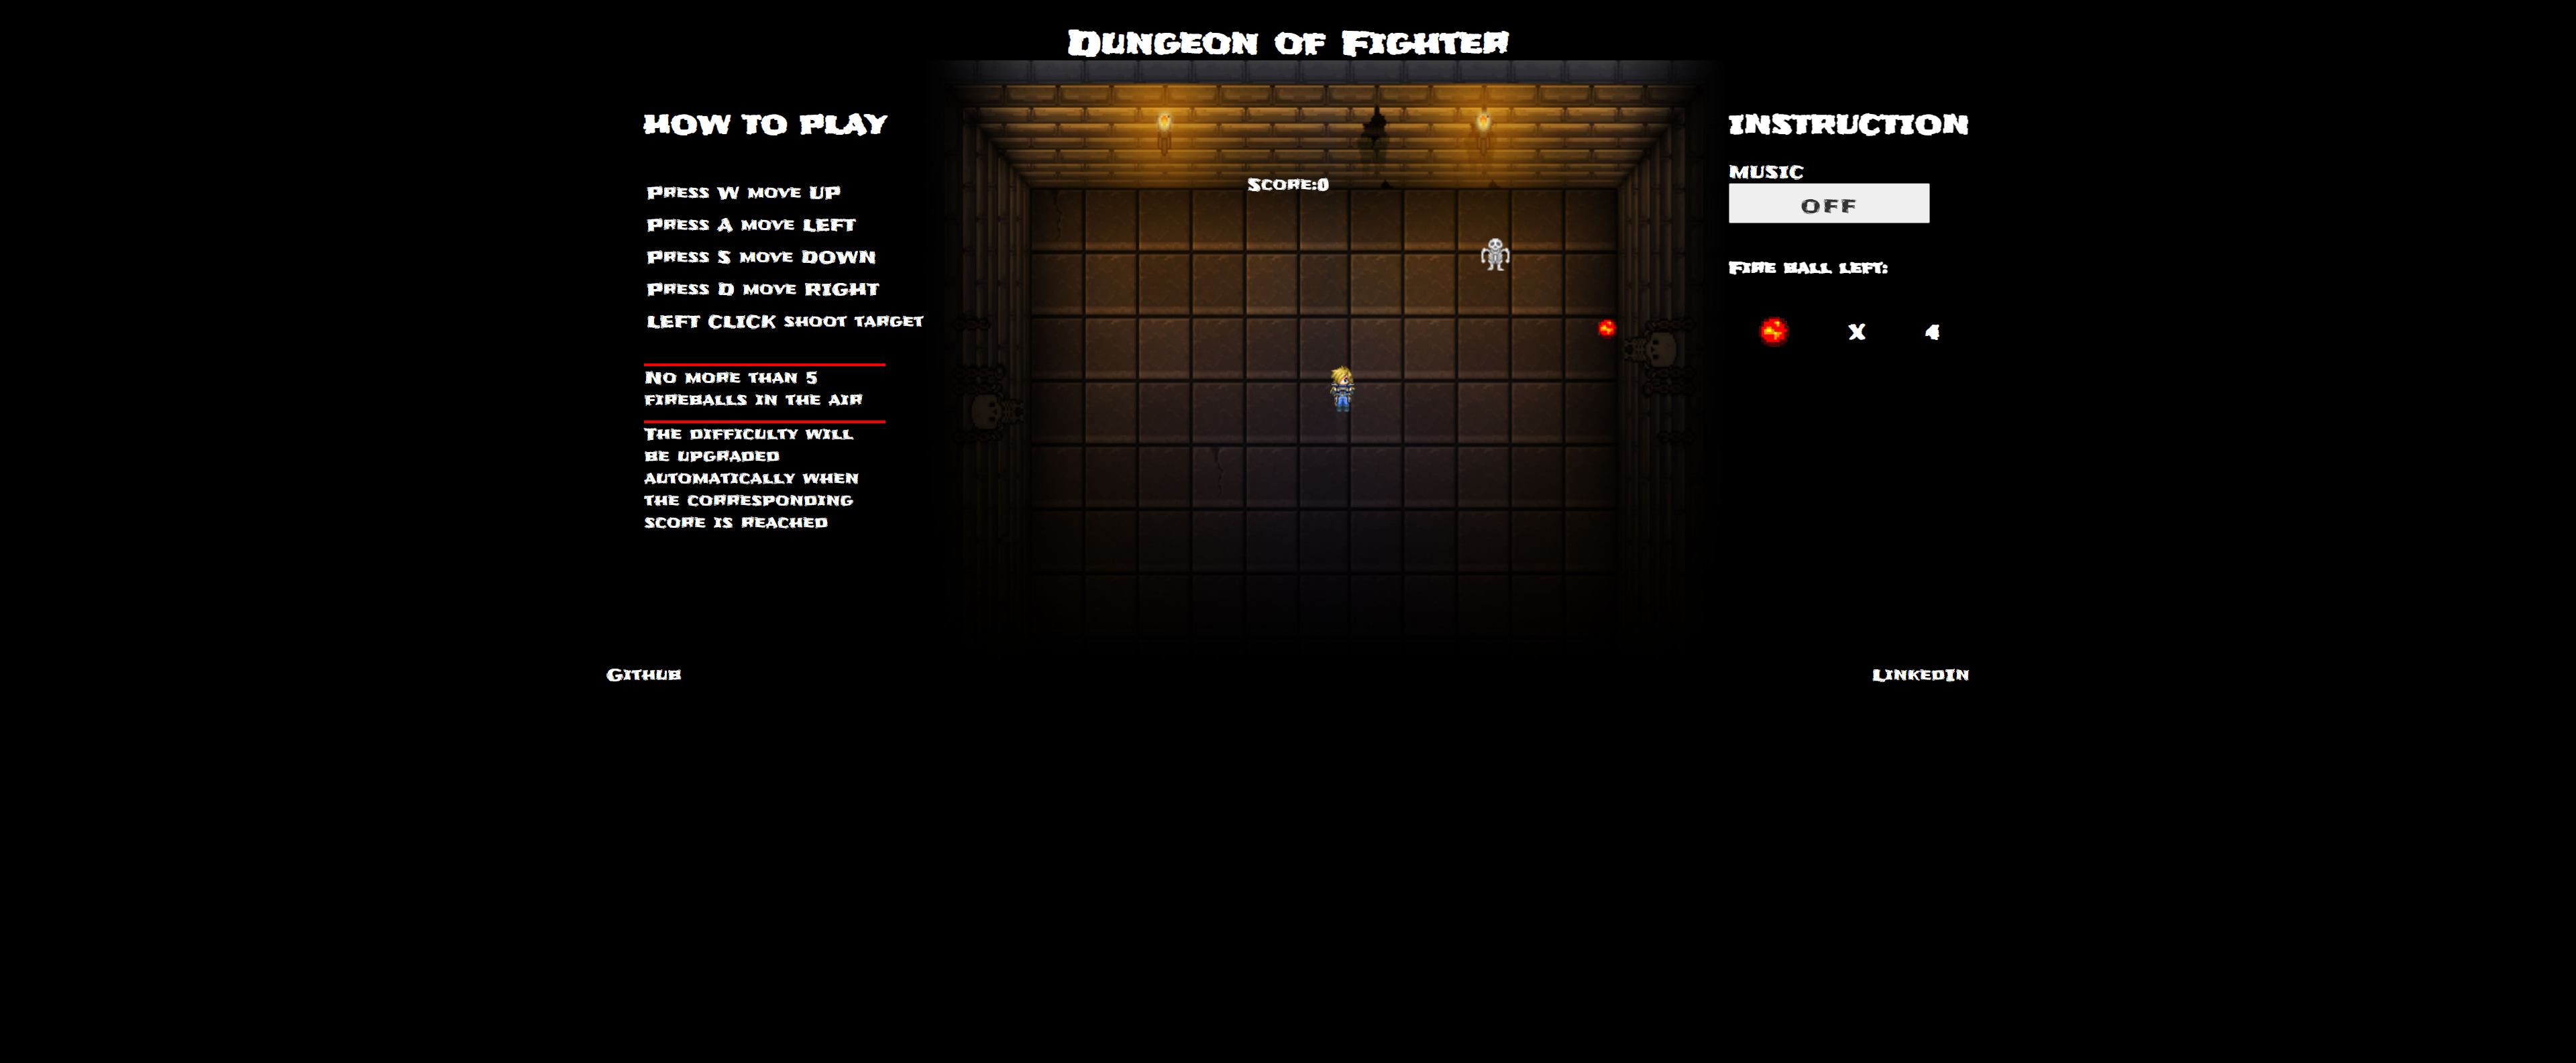 Dungeon of Fighter
HOW TO PLAY
Press W move UP
Press A move LEFT
Press S move DOWN
Press D move RIGHT
LEFT CLICK shoot target
No more than 5
fireballs in the air
The difficulty will
be upgraded
automatically when
the corresponding
score is reached
Score:0
INSTRUCTION
MUSIC
OFF
Fire ball left:
X 4
Github
LinkedIn